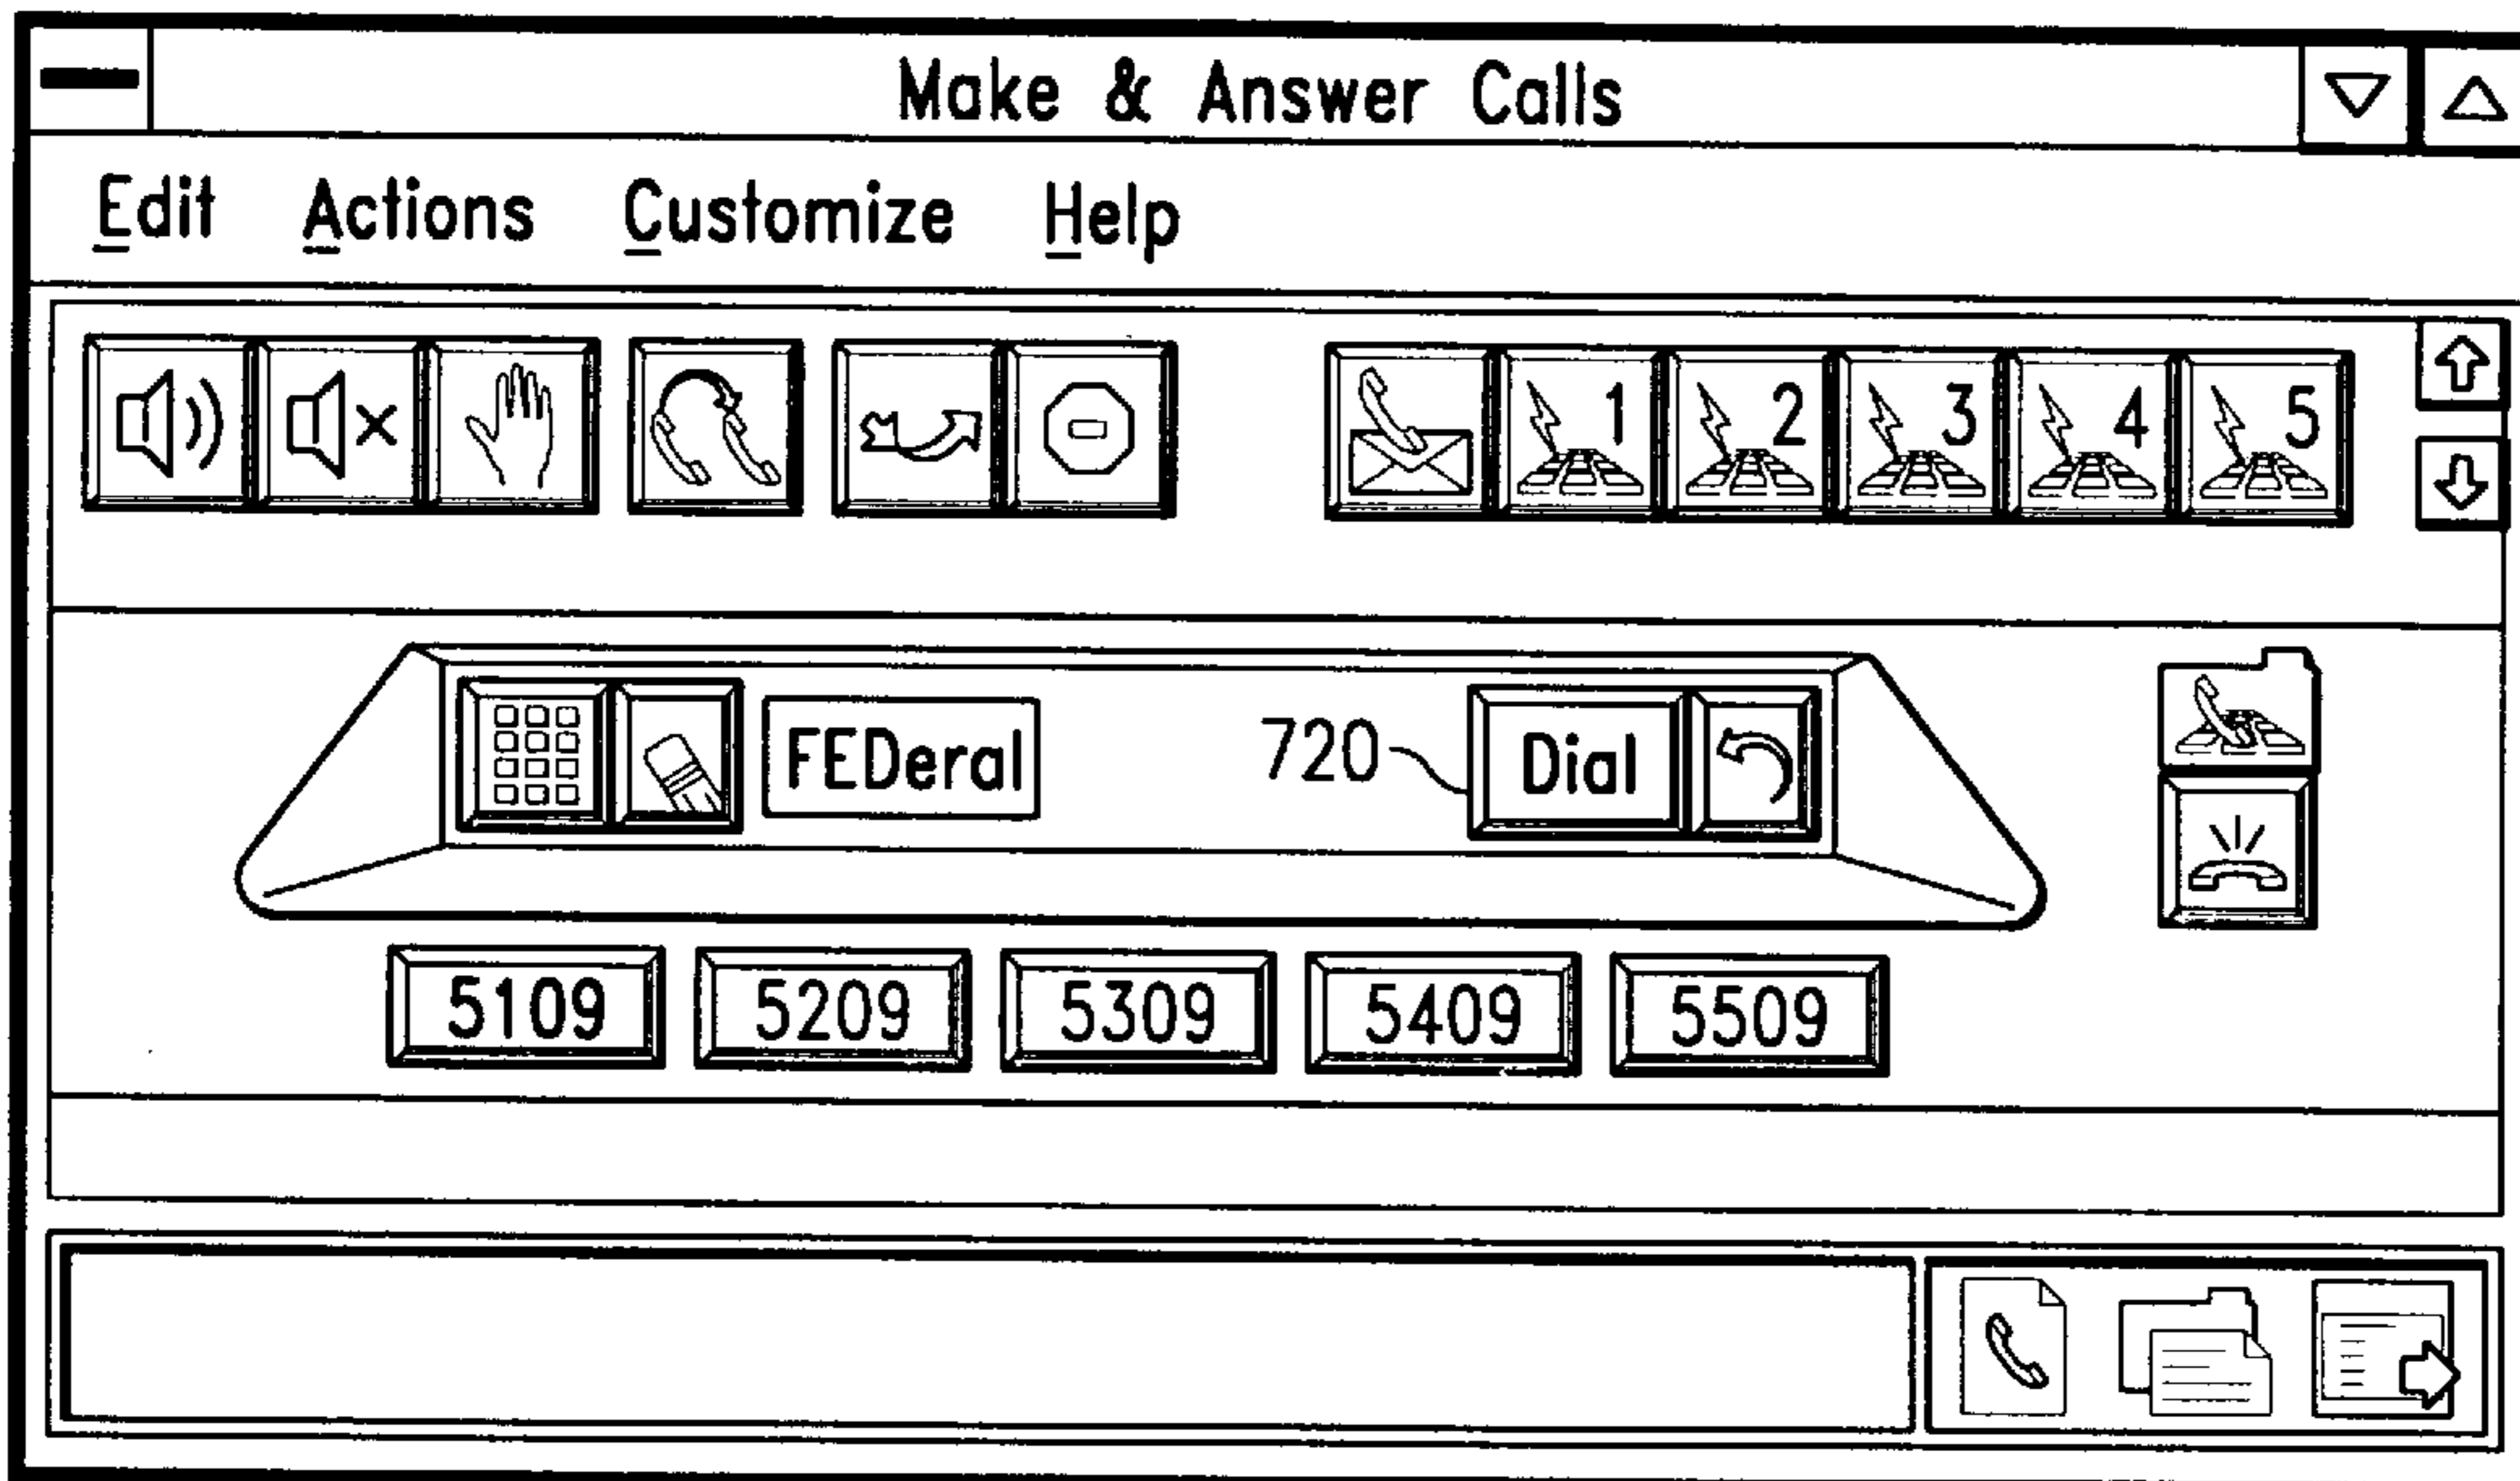 Make & Answer Calls
Edit Actions Customize Help
1 2 3 4 5
FEDeral 720 Dial
5109 5209 5309 5409 5509